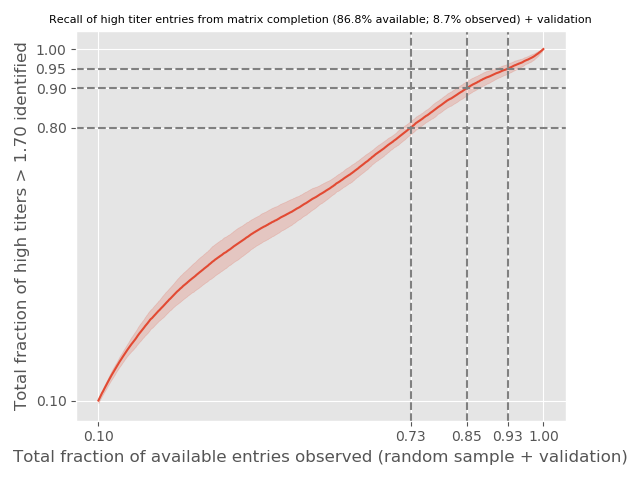 Recall of high titer entries from matrix completion (86.8% available; 8.7% observed) + validation
Total fraction of high titers > 1.70 identified
1.00
0.95
0.90
0.80
0.10
0.10 0.73 0.85 0.93 1.00
Total fraction of available entries observed (random sample + validation)